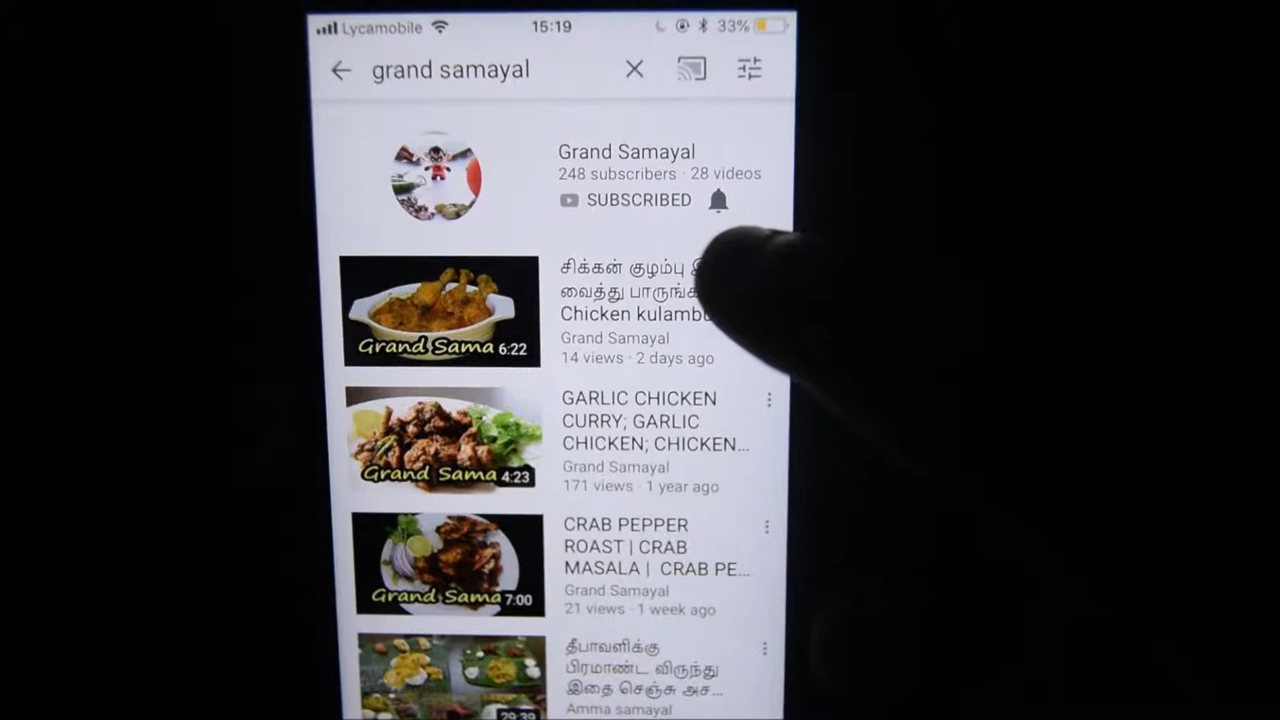 Lycamobile 15:19 33%
grand samayal
Grand Samayal
248 subscribers · 28 videos
SUBSCRIBED
சிக்கன் குழம்பு
வைத்து
Chicken kulambu
Grand Samayal
14 views · 2 days ago
Grand Sama 6:22
GARLIC CHICKEN
CURRY; GARLIC
CHICKEN; CHICKEN...
Grand Samayal
171 views · 1 year ago
Grand Sama 4:23
CRAB PEPPER
ROAST | CRAB
MASALA | CRAB PE...
Grand Samayal
21 views · 1 week ago
Grand Sama 7:00
தீபாவளிக்கு
பிரமாண்ட விருந்து
இதை செஞ்சு அச...
Amma samayal
29:39